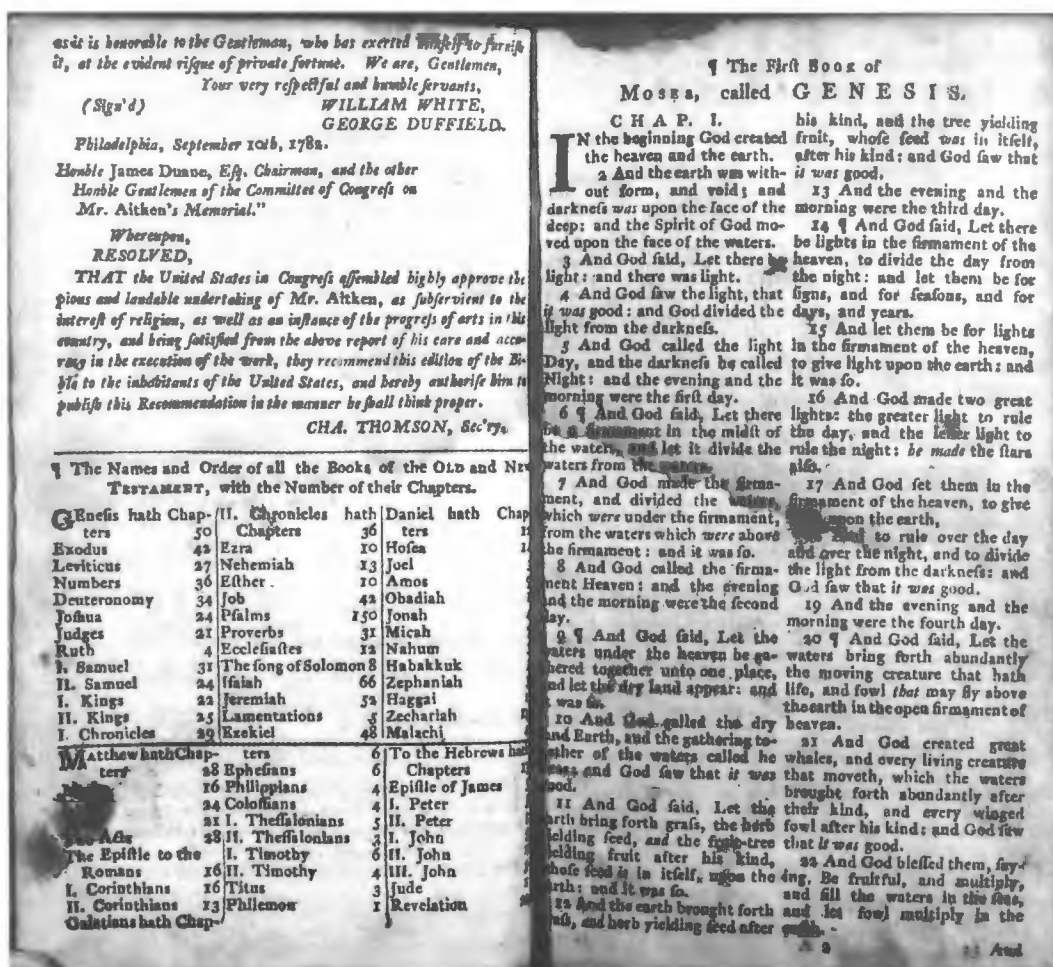 as it is honorable to the Gentleman, who has exerted himſelf to furniſh
it, at the evident riſque of private fortune. We are, Gentlemen,
Your very reſpectful and humble ſervants,
(Sign'd) WILLIAM WHITE,
GEORGE DUFFIELD.
Philadelphia, September 10th, 1782.
Honble James Duane, Eſq. Chairman, and the other
Honble Gentlemen of the Committee of Congreſs on
Mr. Aitken's Memorial."
Whereupon,
RESOLVED,
THAT the United States in Congreſs aſſembled highly approve the
pious and laudable undertaking of Mr. Aitken, as ſubſervient to the
intereſt of religion, as well as an inſtance of the progreſs of arts in this
country, and being ſatisfied from the above report of his care and accu-
racy in the execution of the work, they recommend this edition of the Bi-
ble to the inhabitants of the United States, and hereby authoriſe him to
publiſh this Recommendation in the manner he ſhall think proper.
CHA. THOMSON, Sec'ry.
¶ The Names and Order of all the Books of the OLD and NEW
TESTAMENT, with the Number of their Chapters.
GEneſis hath Chap-
ters 50
Exodus 42
Leviticus 27
Numbers 36
Deuteronomy 34
Joſhua 24
Judges 21
Ruth 4
I. Samuel 31
II. Samuel 24
I. Kings 22
II. Kings 25
I. Chronicles 29
II. Chronicles hath
Chapters 36
Ezra 10
Nehemiah 13
Eſther 10
Job 42
Pſalms 150
Proverbs 31
Eccleſiaſtes 12
The ſong of Solomon 8
Iſaiah 66
Jeremiah 52
Lamentations 5
Ezekiel 48
Daniel hath Chap
ters
Hoſea
Joel
Amos
Obadiah
Jonah
Micah
Nahum
Habakkuk
Zephaniah
Haggai
Zechariah
Malachi
Matthew hath Chap-
ters 28
16
24
21
Acts 28
The Epiſtle to the
Romans 16
I. Corinthians 16
II. Corinthians 13
Galatians hath Chap-
ters 6
Epheſians 6
Philippians 4
Coloſſians 4
I. Theſſalonians 5
II. Theſſalonians 3
I. Timothy 6
II. Timothy 4
Titus 3
Philemon 1
To the Hebrews hath
Chapters
Epiſtle of James
I. Peter
II. Peter
I. John
II. John
III. John
Jude
Revelation
¶ The Firſt BOOK of
MOSES, called GENESIS.
CHAP. I.
IN the beginning God created
the heaven and the earth.
2 And the earth was with-
out form, and void; and
darkneſs was upon the face of the
deep: and the Spirit of God mo-
ved upon the face of the waters.
3 And God ſaid, Let there be
light: and there was light.
4 And God ſaw the light, that
it was good: and God divided the
light from the darkneſs.
5 And God called the light
Day, and the darkneſs he called
Night: and the evening and the
morning were the firſt day.
6 ¶ And God ſaid, Let there
be a firmament in the midſt of
the waters, and let it divide the
waters from the waters.
7 And God made the firma-
ment, and divided the waters,
which were under the firmament,
from the waters which were above
the firmament: and it was ſo.
8 And God called the firma-
ment Heaven: and the evening
and the morning were the ſecond
day.
9 ¶ And God ſaid, Let the
waters under the heaven be ga-
thered together unto one place,
and let the dry land appear: and
it was ſo.
10 And God called the dry
land Earth, and the gathering to-
gether of the waters called he
Seas: and God ſaw that it was
good.
11 And God ſaid, Let the
earth bring forth graſs, the herb
yielding ſeed, and the fruit-tree
yielding fruit after his kind,
whoſe ſeed is in itſelf, upon the
earth: and it was ſo.
12 And the earth brought forth
graſs, and herb yielding ſeed after
his kind, and the tree yielding
fruit, whoſe ſeed was in itſelf,
after his kind: and God ſaw that
it was good.
13 And the evening and the
morning were the third day.
14 ¶ And God ſaid, Let there
be lights in the firmament of the
heaven, to divide the day from
the night: and let them be for
ſigns, and for ſeaſons, and for
days, and years.
15 And let them be for lights
in the firmament of the heaven,
to give light upon the earth: and
it was ſo.
16 And God made two great
lights: the greater light to rule
the day, and the leſſer light to
rule the night: he made the ſtars
alſo.
17 And God ſet them in the
firmament of the heaven, to give
upon the earth,
to rule over the day
and over the night, and to divide
the light from the darkneſs: and
God ſaw that it was good.
19 And the evening and the
morning were the fourth day.
20 ¶ And God ſaid, Let the
waters bring forth abundantly
the moving creature that hath
life, and fowl that may fly above
the earth in the open firmament of
heaven.
21 And God created great
whales, and every living creature
that moveth, which the waters
brought forth abundantly after
their kind, and every winged
fowl after his kind: and God ſaw
that it was good.
22 And God bleſſed them, ſay-
ing, Be fruitful, and multiply,
and fill the waters in the ſeas,
and let fowl multiply in the
earth.
A 2 23 And